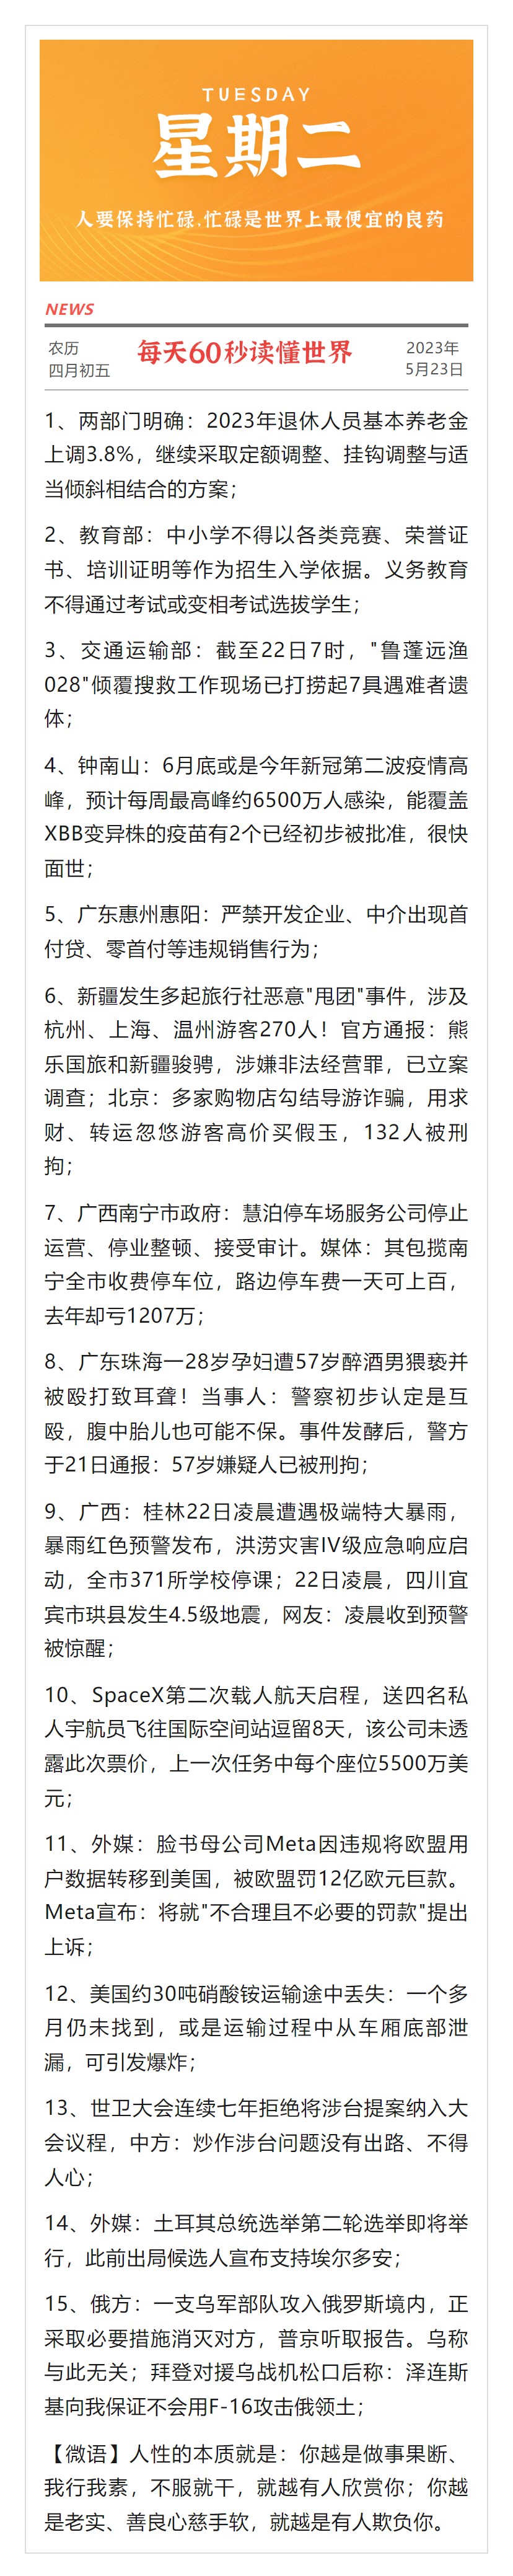 TUESDAY
星期二
人要保持忙碌,忙碌是世界上最便宜的良药
NEWS
农历
四月初五
每天60秒读懂世界
2023年
5月23日
1、两部门明确：2023年退休人员基本养老金
上调3.8%，继续采取定额调整、挂钩调整与适
当倾斜相结合的方案；
2、教育部：中小学不得以各类竞赛、荣誉证
书、培训证明等作为招生入学依据。义务教育
不得通过考试或变相考试选拔学生；
3、交通运输部：截至22日7时，"鲁蓬远渔
028"倾覆搜救工作现场已打捞起7具遇难者遗
体；
4、钟南山：6月底或是今年新冠第二波疫情高
峰，预计每周最高峰约6500万人感染，能覆盖
XBB变异株的疫苗有2个已经初步被批准，很快
面世；
5、广东惠州惠阳：严禁开发企业、中介出现首
付贷、零首付等违规销售行为；
6、新疆发生多起旅行社恶意"甩团"事件，涉及
杭州、上海、温州游客270人！官方通报：熊
乐国旅和新疆骏骋，涉嫌非法经营罪，已立案
调查；北京：多家购物店勾结导游诈骗，用求
财、转运忽悠游客高价买假玉，132人被刑
拘；
7、广西南宁市政府：慧泊停车场服务公司停止
运营、停业整顿、接受审计。媒体：其包揽南
宁全市收费停车位，路边停车费一天可上百，
去年却亏1207万；
8、广东珠海一28岁孕妇遭57岁醉酒男猥亵并
被殴打致耳聋！当事人：警察初步认定是互
殴，腹中胎儿也可能不保。事件发酵后，警方
于21日通报：57岁嫌疑人已被刑拘；
9、广西：桂林22日凌晨遭遇极端特大暴雨，
暴雨红色预警发布，洪涝灾害IV级应急响应启
动，全市371所学校停课；22日凌晨，四川宜
宾市珙县发生4.5级地震，网友：凌晨收到预警
被惊醒；
10、SpaceX第二次载人航天启程，送四名私
人宇航员飞往国际空间站逗留8天，该公司未透
露此次票价，上一次任务中每个座位5500万美
元；
11、外媒：脸书母公司Meta因违规将欧盟用
户数据转移到美国，被欧盟罚12亿欧元巨款。
Meta宣布：将就"不合理且不必要的罚款"提出
上诉；
12、美国约30吨硝酸铵运输途中丢失：一个多
月仍未找到，或是运输过程中从车厢底部泄
漏，可引发爆炸；
13、世卫大会连续七年拒绝将涉台提案纳入大
会议程，中方：炒作涉台问题没有出路、不得
人心；
14、外媒：土耳其总统选举第二轮选举即将举
行，此前出局候选人宣布支持埃尔多安；
15、俄方：一支乌军部队攻入俄罗斯境内，正
采取必要措施消灭对方，普京听取报告。乌称
与此无关；拜登对援乌战机松口后称：泽连斯
基向我保证不会用F-16攻击俄领土；
【微语】人性的本质就是：你越是做事果断、
我行我素，不服就干，就越有人欣赏你；你越
是老实、善良心慈手软，就越是有人欺负你。